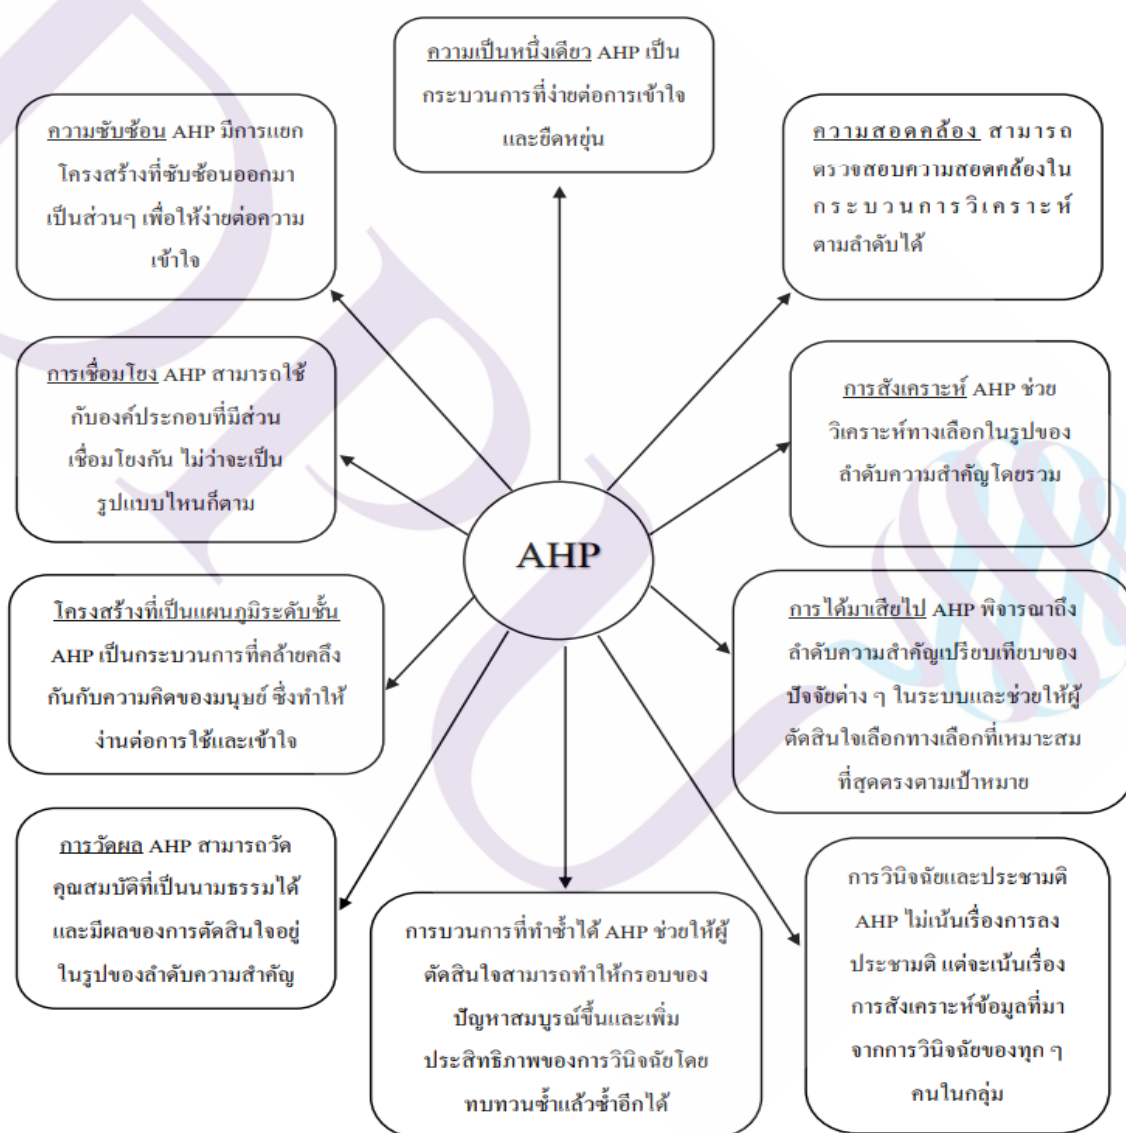 ความเป็นหนึ่งเดียว AHP เป็น
กระบวนการที่ง่ายต่อการเข้าใจ
และยืดหยุ่น
ความซับซ้อน AHP มีการแยก
โครงสร้างที่ซับซ้อนออกมา
เป็นส่วนๆ เพื่อให้ง่ายต่อความ
เข้าใจ
ความสอดคล้อง สามารถ
ตรวจสอบความสอดคล้องใน
กระบวนการวิเคราะห์
ตามลำดับได้
การเชื่อมโยง AHP สามารถใช้
กับองค์ประกอบที่มีส่วน
เชื่อมโยงกัน ไม่ว่าจะเป็น
รูปแบบไหนก็ตาม
การสังเคราะห์ AHP ช่วย
วิเคราะห์ทางเลือกในรูปของ
ลำดับความสำคัญโดยรวม
AHP
โครงสร้างที่เป็นแผนภูมิระดับชั้น
AHP เป็นกระบวนการที่คล้ายคลึง
กันกับความคิดของมนุษย์ ซึ่งทำให้
ง่านต่อการใช้และเข้าใจ
การได้มาเสียไป AHP พิจารณาถึง
ลำดับความสำคัญเปรียบเทียบของ
ปัจจัยต่าง ๆ ในระบบและช่วยให้ผู้
ตัดสินใจเลือกทางเลือกที่เหมาะสม
ที่สุดตรงตามเป้าหมาย
การวัดผล AHP สามารถวัด
คุณสมบัติที่เป็นนามธรรมได้
และมีผลของการตัดสินใจอยู่
ในรูปของลำดับความสำคัญ
การบวนการที่ทำซ้ำได้ AHP ช่วยให้ผู้
ตัดสินใจสามารถทำให้กรอบของ
ปัญหาสมบูรณ์ขึ้นและเพิ่ม
ประสิทธิภาพของการวินิจฉัยโดย
ทบทวนซ้ำแล้วซ้ำอีกได้
การวินิจฉัยและประชามติ
AHP ไม่เน้นเรื่องการลง
ประชามติ แต่จะเน้นเรื่อง
การสังเคราะห์ข้อมูลที่มา
จากการวินิจฉัยของทุก ๆ
คนในกลุ่ม